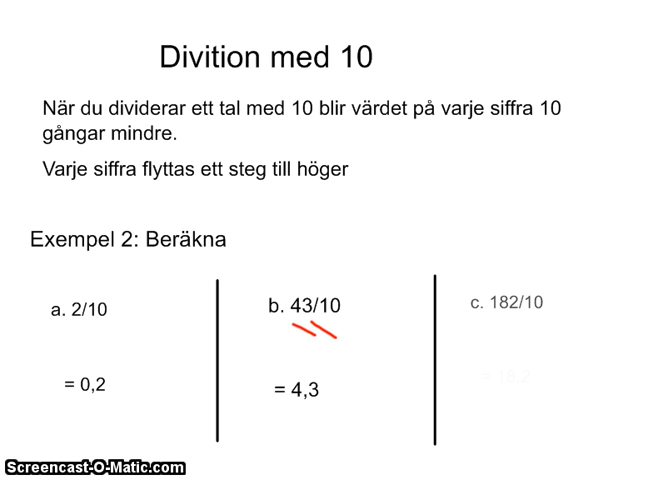 Divition med 10
När du dividerar ett tal med 10 blir värdet på varje siffra 10
gångar mindre.
Varje siffra flyttas ett steg till höger
Exempel 2: Beräkna
a. 2/10
= 0,2
b. 43/10
= 4,3
c. 182/10
Screencast-O-Matic.com